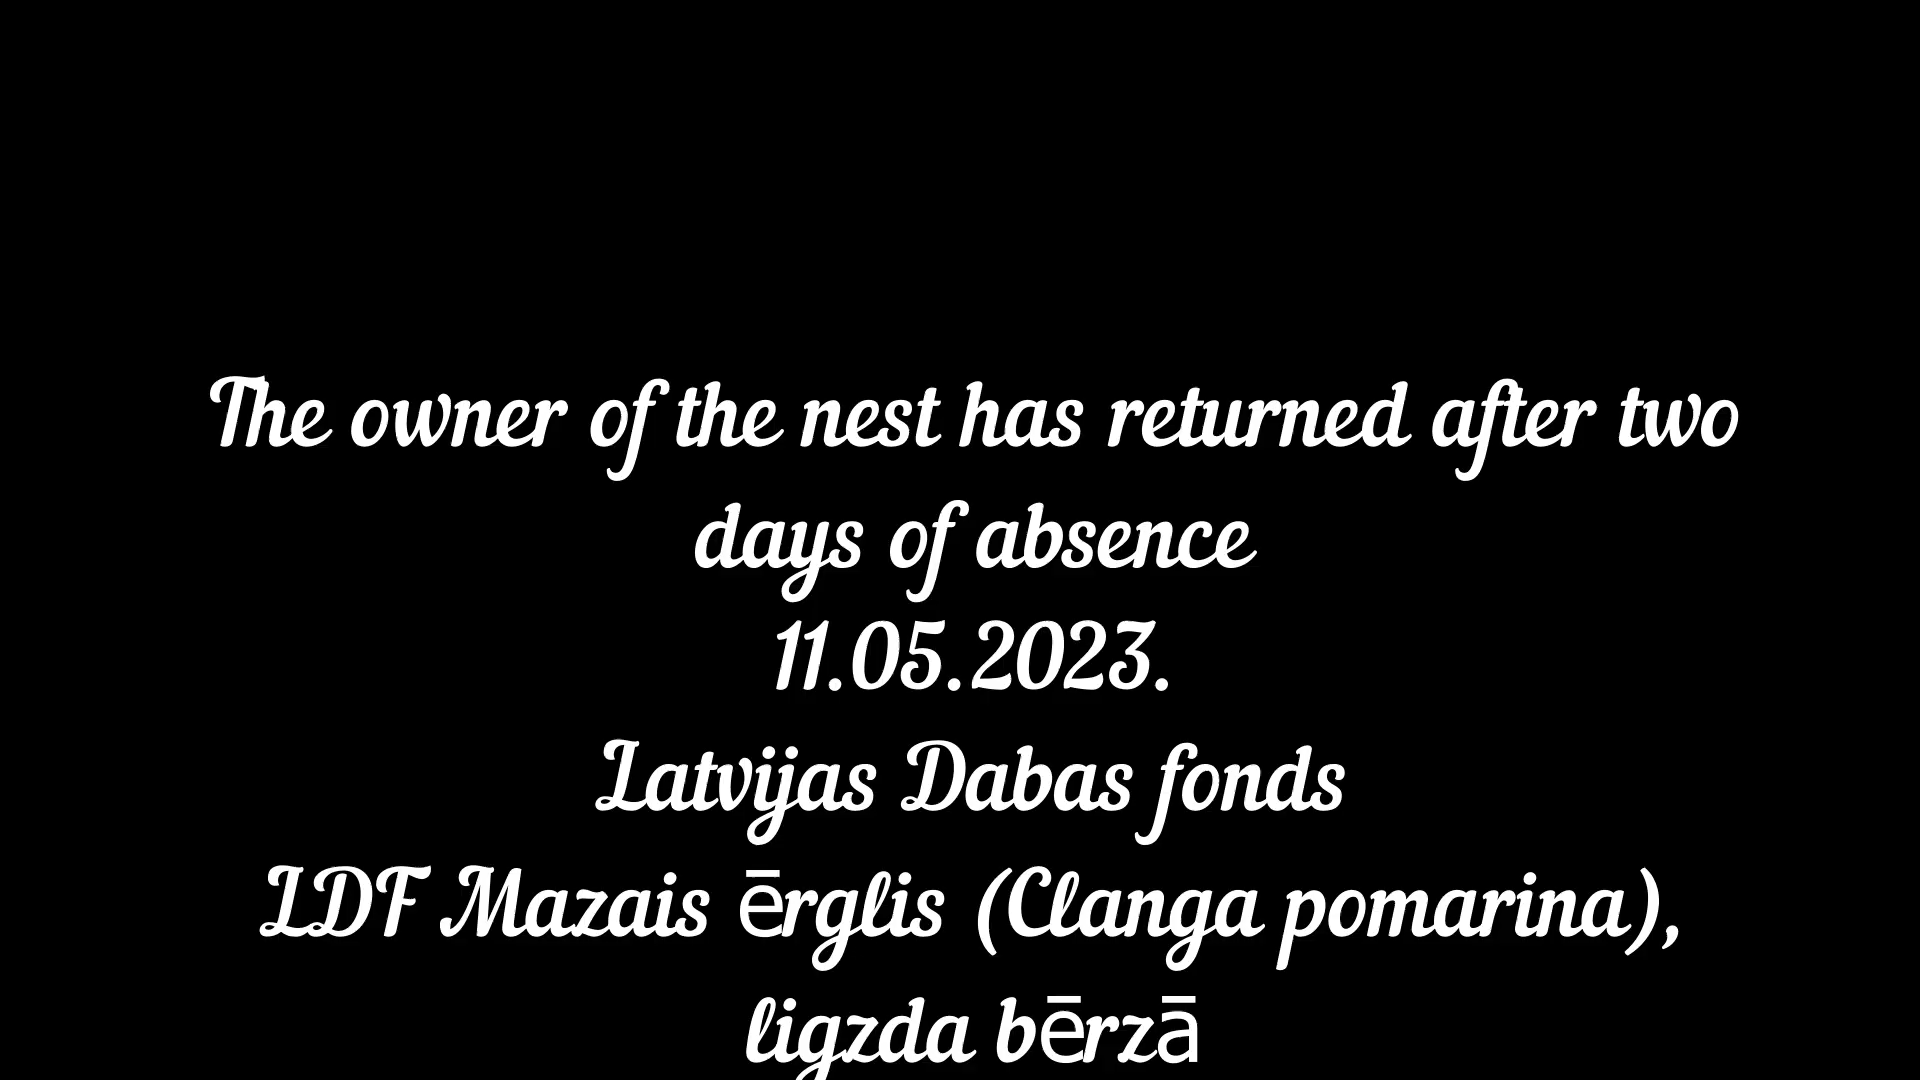 The owner of the nest has returned after two
days of absence
11.05.2023.
Latvijas Dabas fonds
LDF Mazais ērglis (Clanga pomarina),
ligzda bērzā